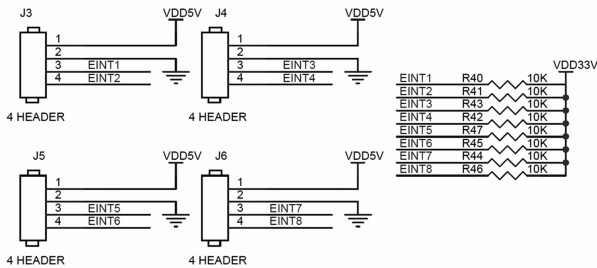 J3
VDD5V
1
2
3 EINT1
4 EINT2
4 HEADER
J4
VDD5V
1
2
3 EINT3
4 EINT4
4 HEADER
J5
VDD5V
1
2
3 EINT5
4 EINT6
4 HEADER
J6
VDD5V
1
2
3 EINT7
4 EINT8
4 HEADER
VDD33V
EINT1 R40 10K
EINT2 R41 10K
EINT3 R43 10K
EINT4 R42 10K
EINT5 R47 10K
EINT6 R45 10K
EINT7 R44 10K
EINT8 R46 10K